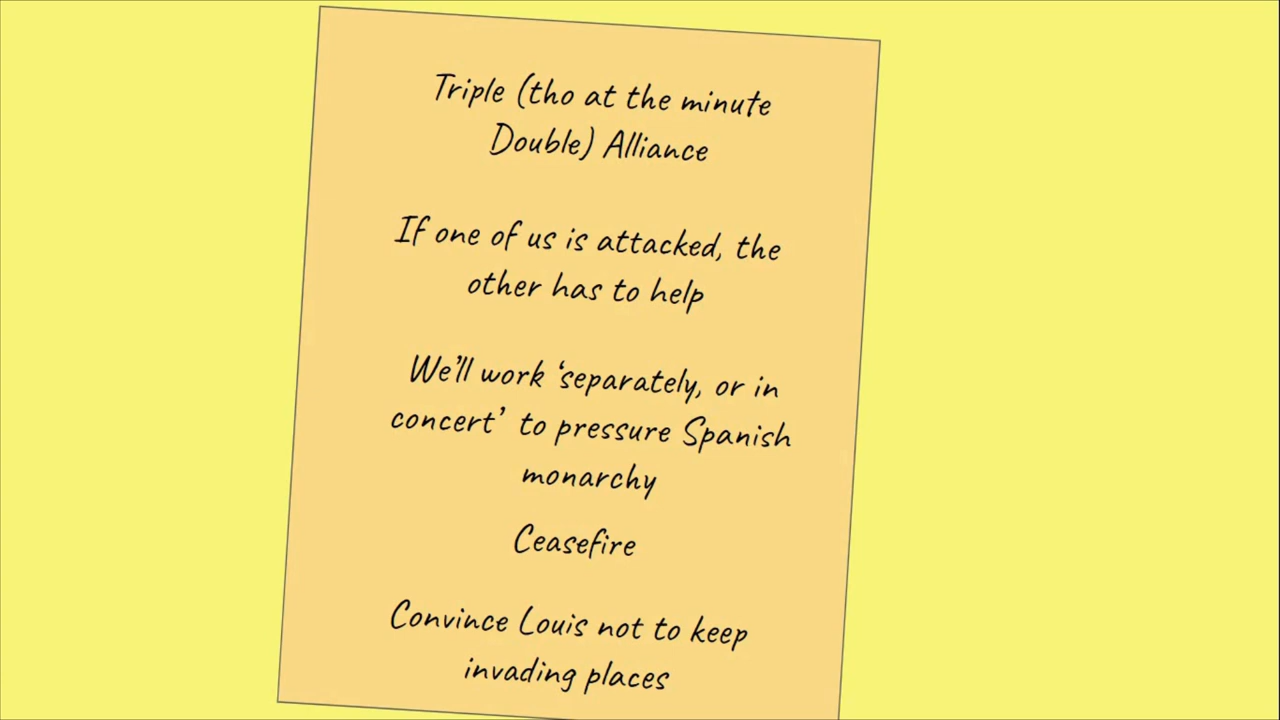 Triple (tho at the minute
Double) Alliance
If one of us is attacked, the
other has to help
We'll work ‘separately, or in
concert’ to pressure Spanish
monarchy
Ceasefire
Convince Louis not to keep
invading places